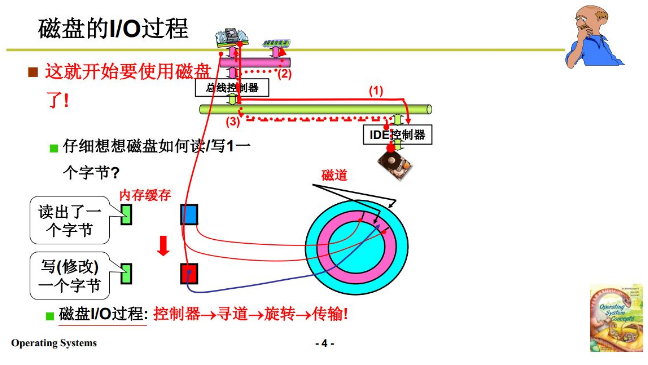 磁盘的I/O过程
这就开始要使用磁盘
了!
(2)
总线控制器
(1)
(3)
IDE控制器
仔细想想磁盘如何读/写1一
个字节?
内存缓存
磁道
读出了一
个字节
写(修改)
一个字节
磁盘I/O过程: 控制器→寻道→旋转→传输!
Operating Systems
- 4 -
Operating
System
Concepts